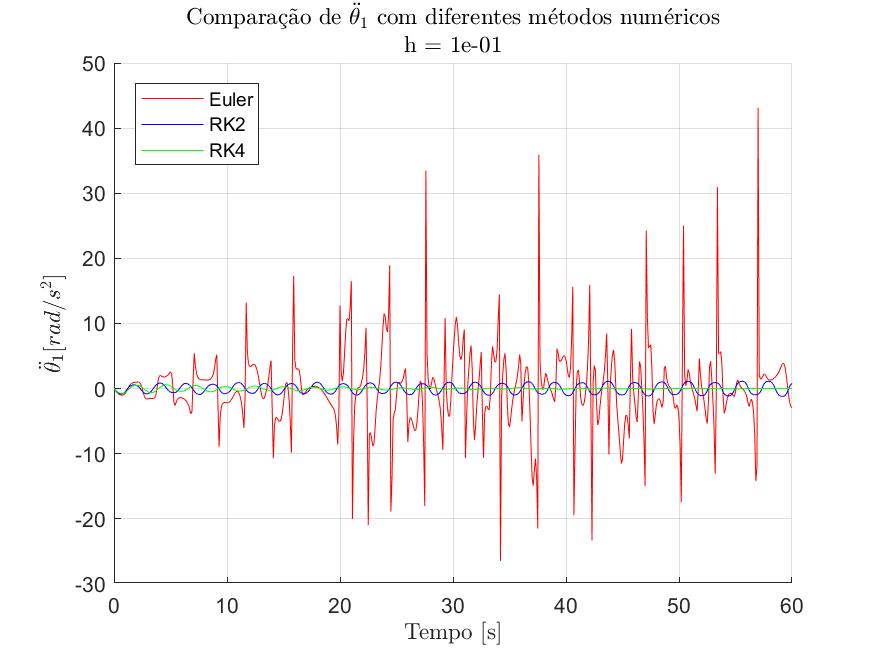 Comparação de θ̈₁ com diferentes métodos numéricos
h = 1e-01
50
40
30
20
10
0
-10
-20
-30
Euler
RK2
RK4
θ̈₁[rad/s²]
0 10 20 30 40 50 60
Tempo [s]